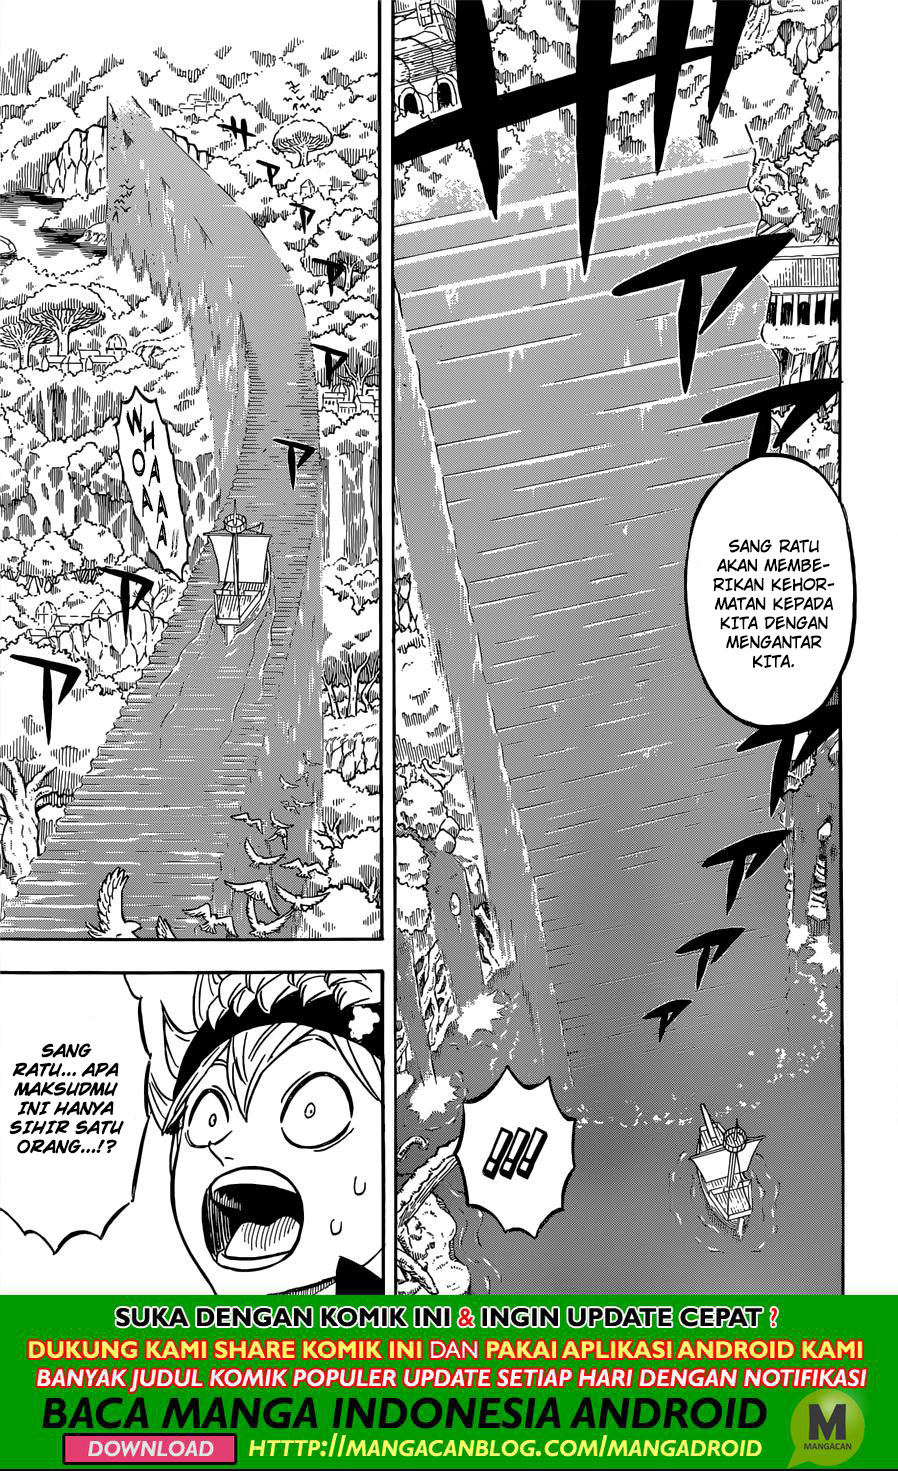 SANG RATU
AKAN MEMBE-
RIKAN KEHOR-
MATAN KEPADA
KITA DENGAN
MENGANTAR
KITA.
!!!!
WHOAAAAA!!
SANG
RATU... APA
MAKSUDMU
INI HANYA
SIHIR SATU
ORANG...!?
SUKA DENGAN KOMIK INI & INGIN UPDATE CEPAT ?
DUKUNG KAMI SHARE KOMIK INI DAN PAKAI APLIKASI ANDROID KAMI
BANYAK JUDUL KOMIK POPULER UPDATE SETIAP HARI DENGAN NOTIFIKASI
BACA MANGA INDONESIA ANDROID
DOWNLOAD HTTTP://MANGACANBLOG.COM/MANGADROID
M
MANGACAN